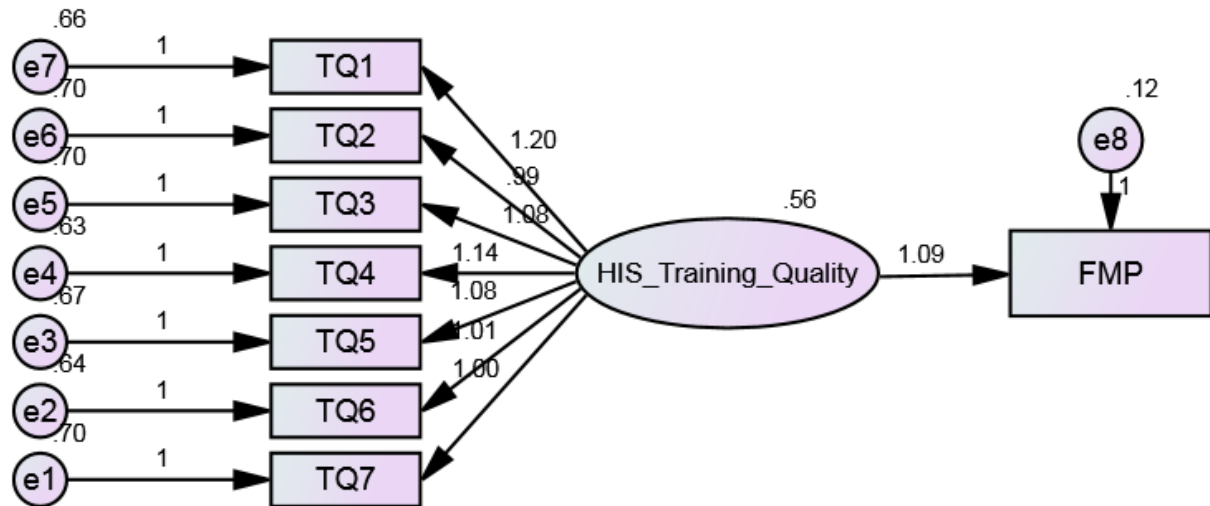 .66
e7 1 TQ1
.70
e6 1 TQ2
.70
e5 1 TQ3
.63
e4 1 TQ4
.67
e3 1 TQ5
.64
e2 1 TQ6
.70
e1 1 TQ7
1.20
.99
1.08
1.14
1.08
1.01
1.00
.56
HIS_Training_Quality
1.09
.12
e8
1
FMP